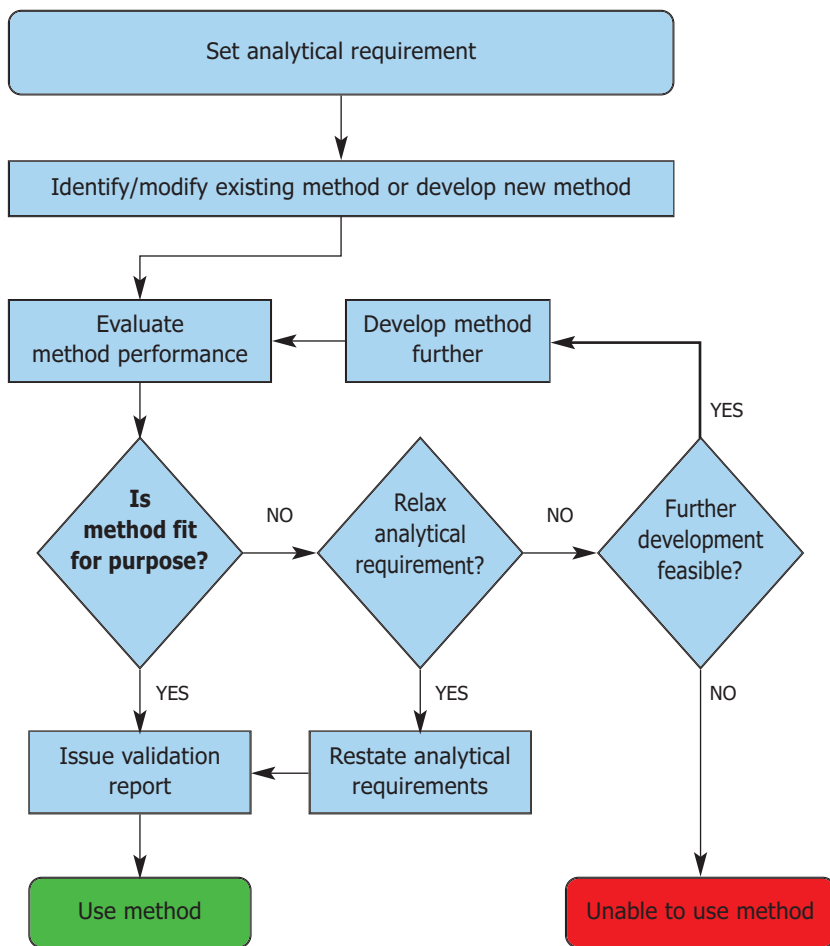 Set analytical requirement
Identify/modify existing method or develop new method
Evaluate
method performance
Develop method
further
YES
Is
method fit
for purpose?
NO
Relax
analytical
requirement?
NO
Further
development
feasible?
YES
YES
NO
Issue validation
report
Restate analytical
requirements
Use method
Unable to use method